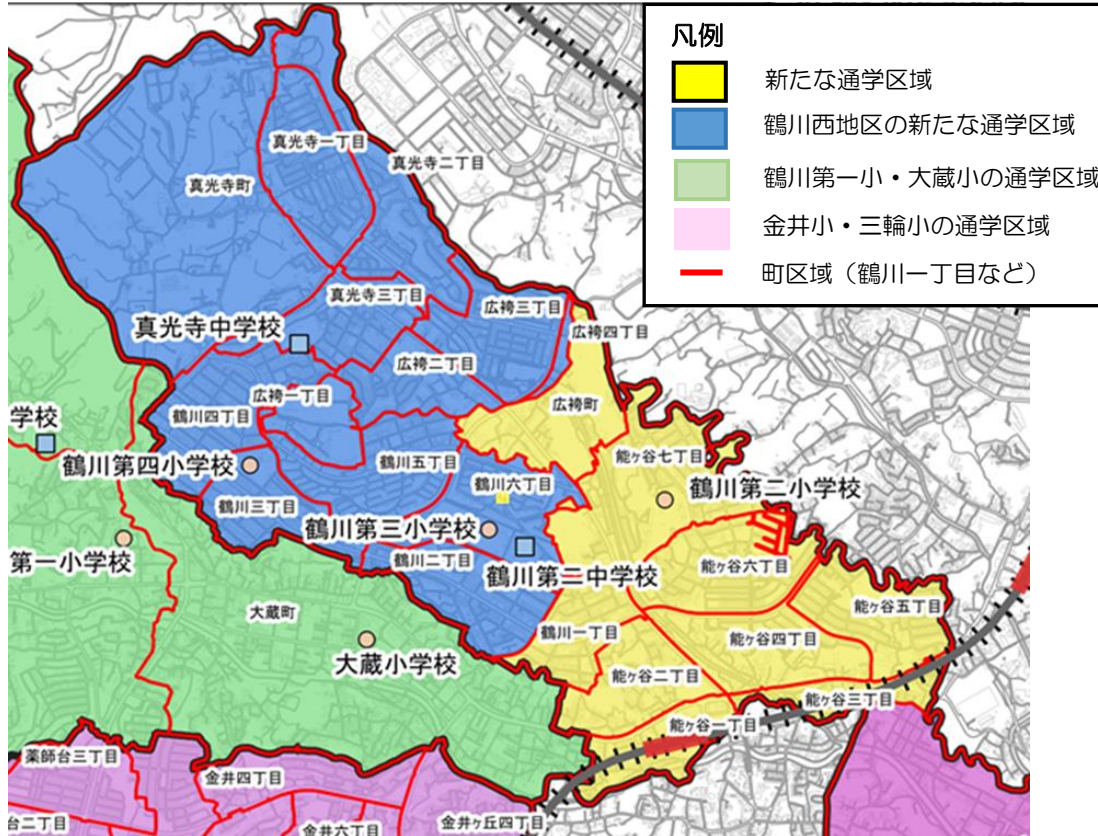 凡例
新たな通学区域
鶴川西地区の新たな通学区域
鶴川第一小・大蔵小の通学区域
金井小・三輪小の通学区域
町区域（鶴川一丁目など）
真光寺一丁目
真光寺二丁目
真光寺町
真光寺三丁目
広袴三丁目
広袴四丁目
真光寺中学校
広袴二丁目
広袴一丁目
広袴町
鶴川四丁目
学校
鶴川第四小学校
鶴川五丁目
能ヶ谷七丁目
鶴川六丁目
鶴川第二小学校
鶴川三丁目
鶴川第三小学校
第一小学校
鶴川二丁目
鶴川第二中学校
能ヶ谷六丁目
大蔵町
能ヶ谷五丁目
鶴川一丁目
能ヶ谷四丁目
大蔵小学校
能ヶ谷二丁目
能ヶ谷三丁目
能ヶ谷一丁目
薬師台三丁目
金井四丁目
台二丁目
金井六丁目
金井ヶ丘四丁目